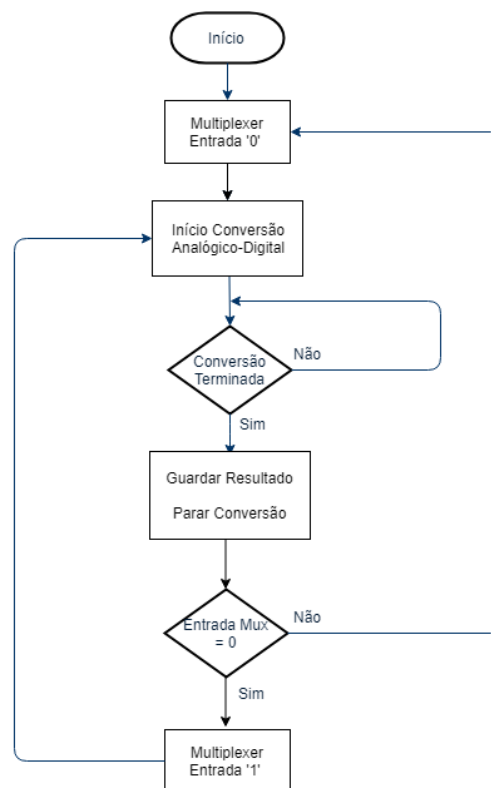 Início
Multiplexer
Entrada '0'
Início Conversão
Analógico-Digital
Conversão
Terminada
Não
Sim
Guardar Resultado
Parar Conversão
Entrada Mux
= 0
Não
Sim
Multiplexer
Entrada '1'